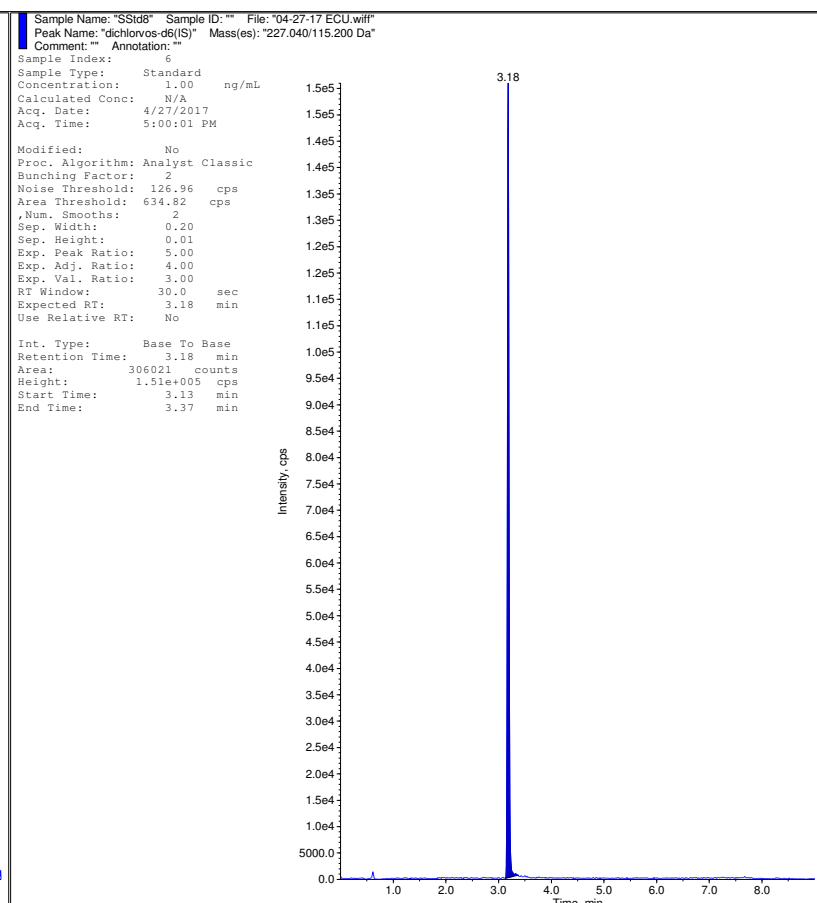 Sample Name: "SStd8" Sample ID: "" File: "04-27-17 ECU.wiff"
Peak Name: "dichlorvos-d6(IS)" Mass(es): "227.040/115.200 Da"
Comment: "" Annotation: ""
Sample Index: 6
Sample Type: Standard
Concentration: 1.00 ng/mL
Calculated Conc: N/A
Acq. Date: 4/27/2017
Acq. Time: 5:00:01 PM
Modified: No
Proc. Algorithm: Analyst Classic
Bunching Factor: 2
Noise Threshold: 126.96 cps
Area Threshold: 634.82 cps
,Num. Smooths: 2
Sep. Width: 0.20
Sep. Height: 0.01
Exp. Peak Ratio: 5.00
Exp. Adj. Ratio: 4.00
Exp. Val. Ratio: 3.00
RT Window: 30.0 sec
Expected RT: 3.18 min
Use Relative RT: No
Int. Type: Base To Base
Retention Time: 3.18 min
Area: 306021 counts
Height: 1.51e+005 cps
Start Time: 3.13 min
End Time: 3.37 min
3.18
1.5e5
1.5e5
1.4e5
1.4e5
1.3e5
1.3e5
1.2e5
1.2e5
1.1e5
1.1e5
1.0e5
9.5e4
9.0e4
8.5e4
8.0e4
7.5e4
7.0e4
6.5e4
6.0e4
5.5e4
5.0e4
4.5e4
4.0e4
3.5e4
3.0e4
2.5e4
2.0e4
1.5e4
1.0e4
5000.0
0.0
Intensity, cps
1.0 2.0 3.0 4.0 5.0 6.0 7.0 8.0
Time, min